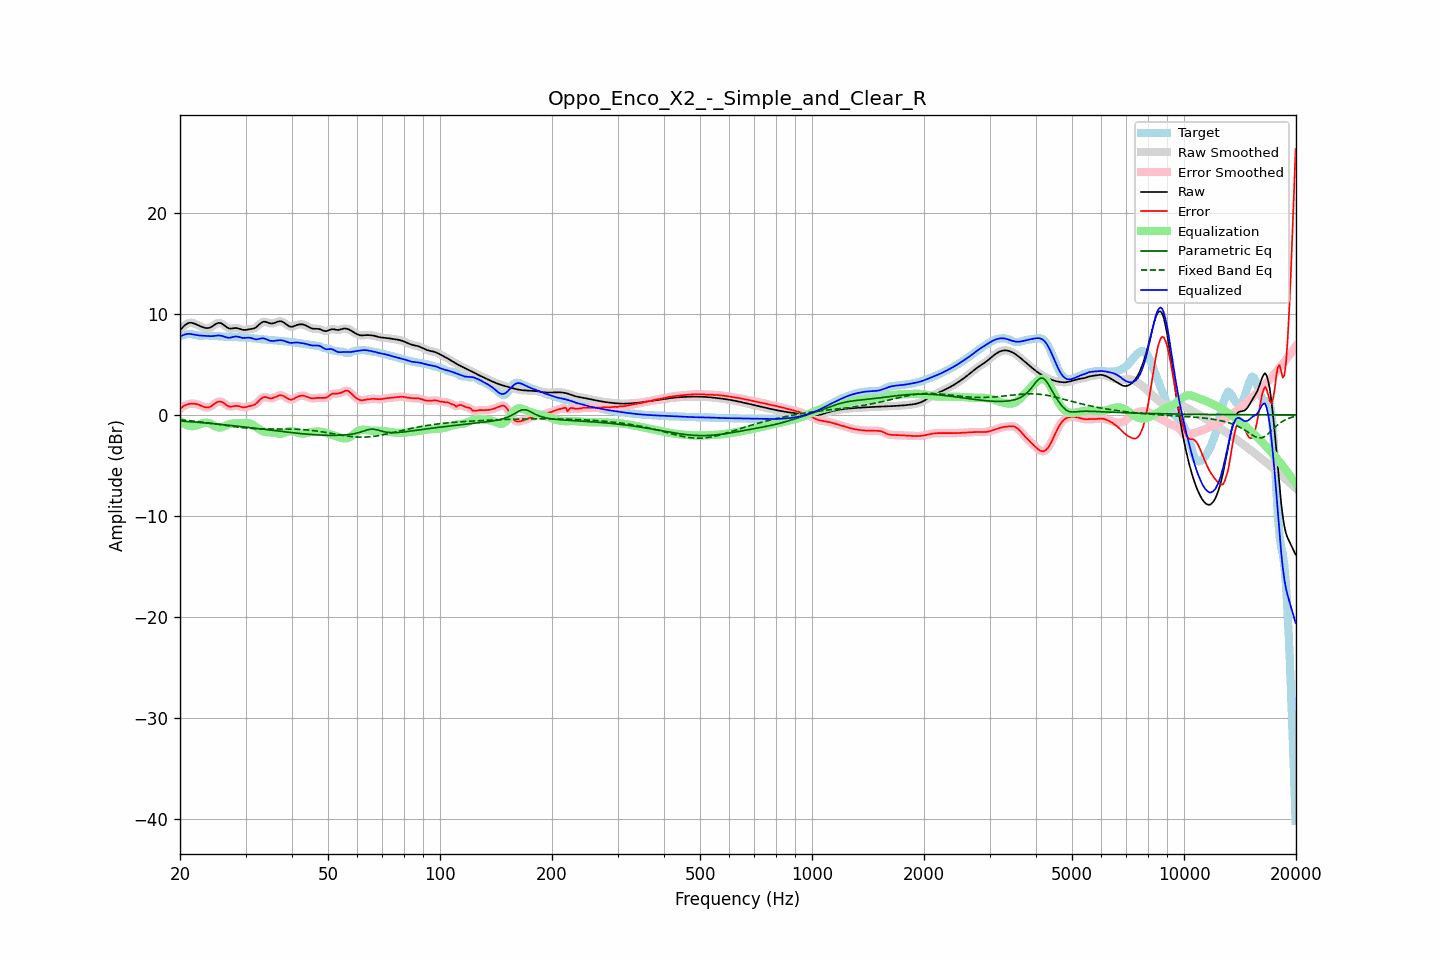 Oppo_Enco_X2_-_Simple_and_Clear_R
Target
Raw Smoothed
Error Smoothed
Raw
Error
Equalization
Parametric Eq
Fixed Band Eq
Equalized
20
10
0
−10
−20
−30
−40
Amplitude (dBr)
20
50
100
200
500
1000
2000
5000
10000
20000
Frequency (Hz)